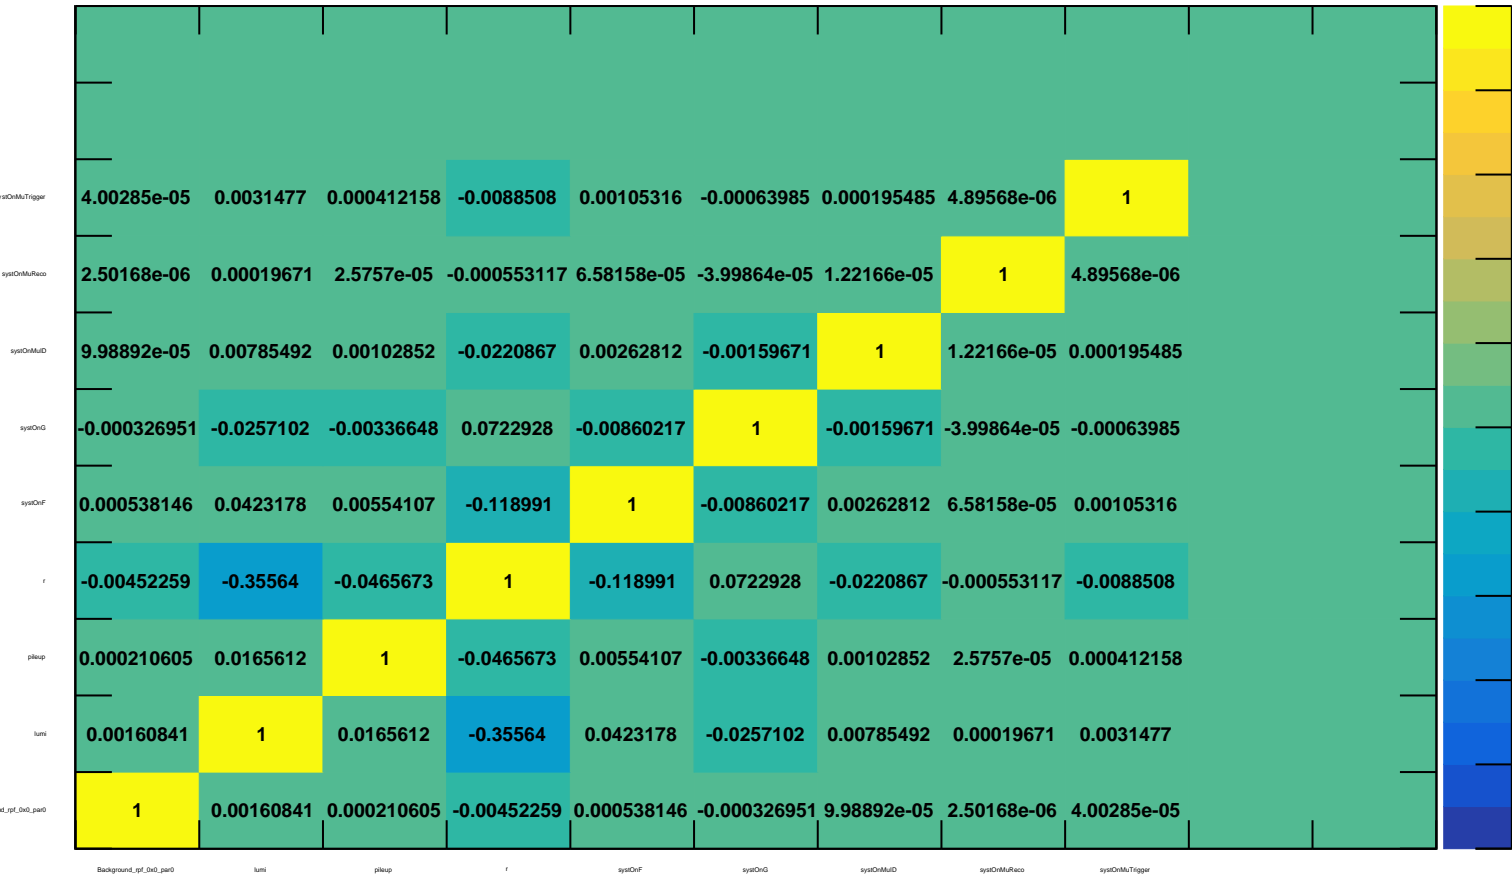 rstOnMuTrigger 4.00285e-05 0.0031477 0.000412158 -0.0088508 0.00105316 -0.00063985 0.000195485 4.89568e-06 1
systOnMuReco 2.50168e-06 0.00019671 2.5757e-05 -0.000553117 6.58158e-05 -3.99864e-05 1.22166e-05 1 4.89568e-06
systOnMuID 9.98892e-05 0.00785492 0.00102852 -0.0220867 0.00262812 -0.00159671 1 1.22166e-05 0.000195485
systOnG -0.000326951 -0.0257102 -0.00336648 0.0722928 -0.00860217 1 -0.00159671 -3.99864e-05 -0.00063985
systOnF 0.000538146 0.0423178 0.00554107 -0.118991 1 -0.00860217 0.00262812 6.58158e-05 0.00105316
r -0.00452259 -0.35564 -0.0465673 1 -0.118991 0.0722928 -0.0220867 -0.000553117 -0.0088508
pileup 0.000210605 0.0165612 1 -0.0465673 0.00554107 -0.00336648 0.00102852 2.5757e-05 0.000412158
lumi 0.00160841 1 0.0165612 -0.35564 0.0423178 -0.0257102 0.00785492 0.00019671 0.0031477
d_rpf_0x0_par0 1 0.00160841 0.000210605 -0.00452259 0.000538146 -0.000326951 9.98892e-05 2.50168e-06 4.00285e-05
Background_rpf_0x0_par0 lumi pileup r systOnF systOnG systOnMuID systOnMuReco systOnMuTrigger